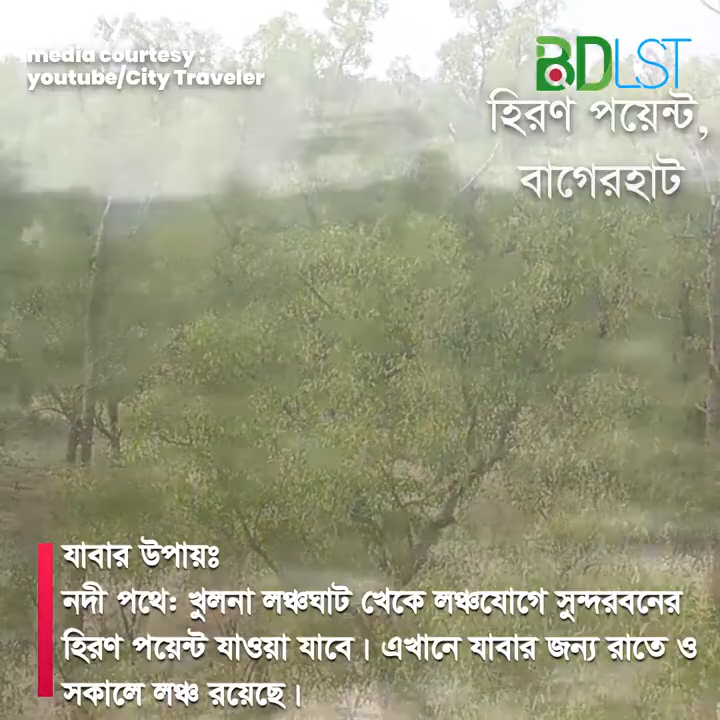 media courtesy :
youtube/City Traveler
BDLST
হিরণ পয়েন্ট,
বাগেরহাট
যাবার উপায়ঃ
নদী পথে: খুলনা লঞ্চঘাট থেকে লঞ্চযোগে সুন্দরবনের
হিরণ পয়েন্ট যাওয়া যাবে। এখানে যাবার জন্য রাতে ও
সকালে লঞ্চ রয়েছে।